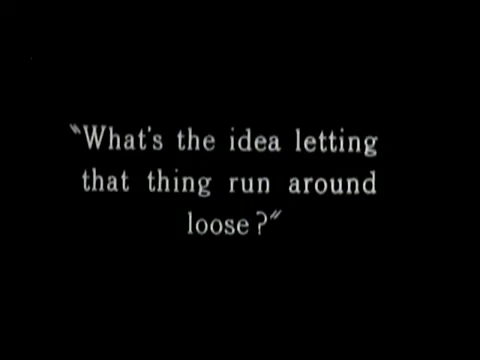 "What's the idea letting
that thing run around
loose?"